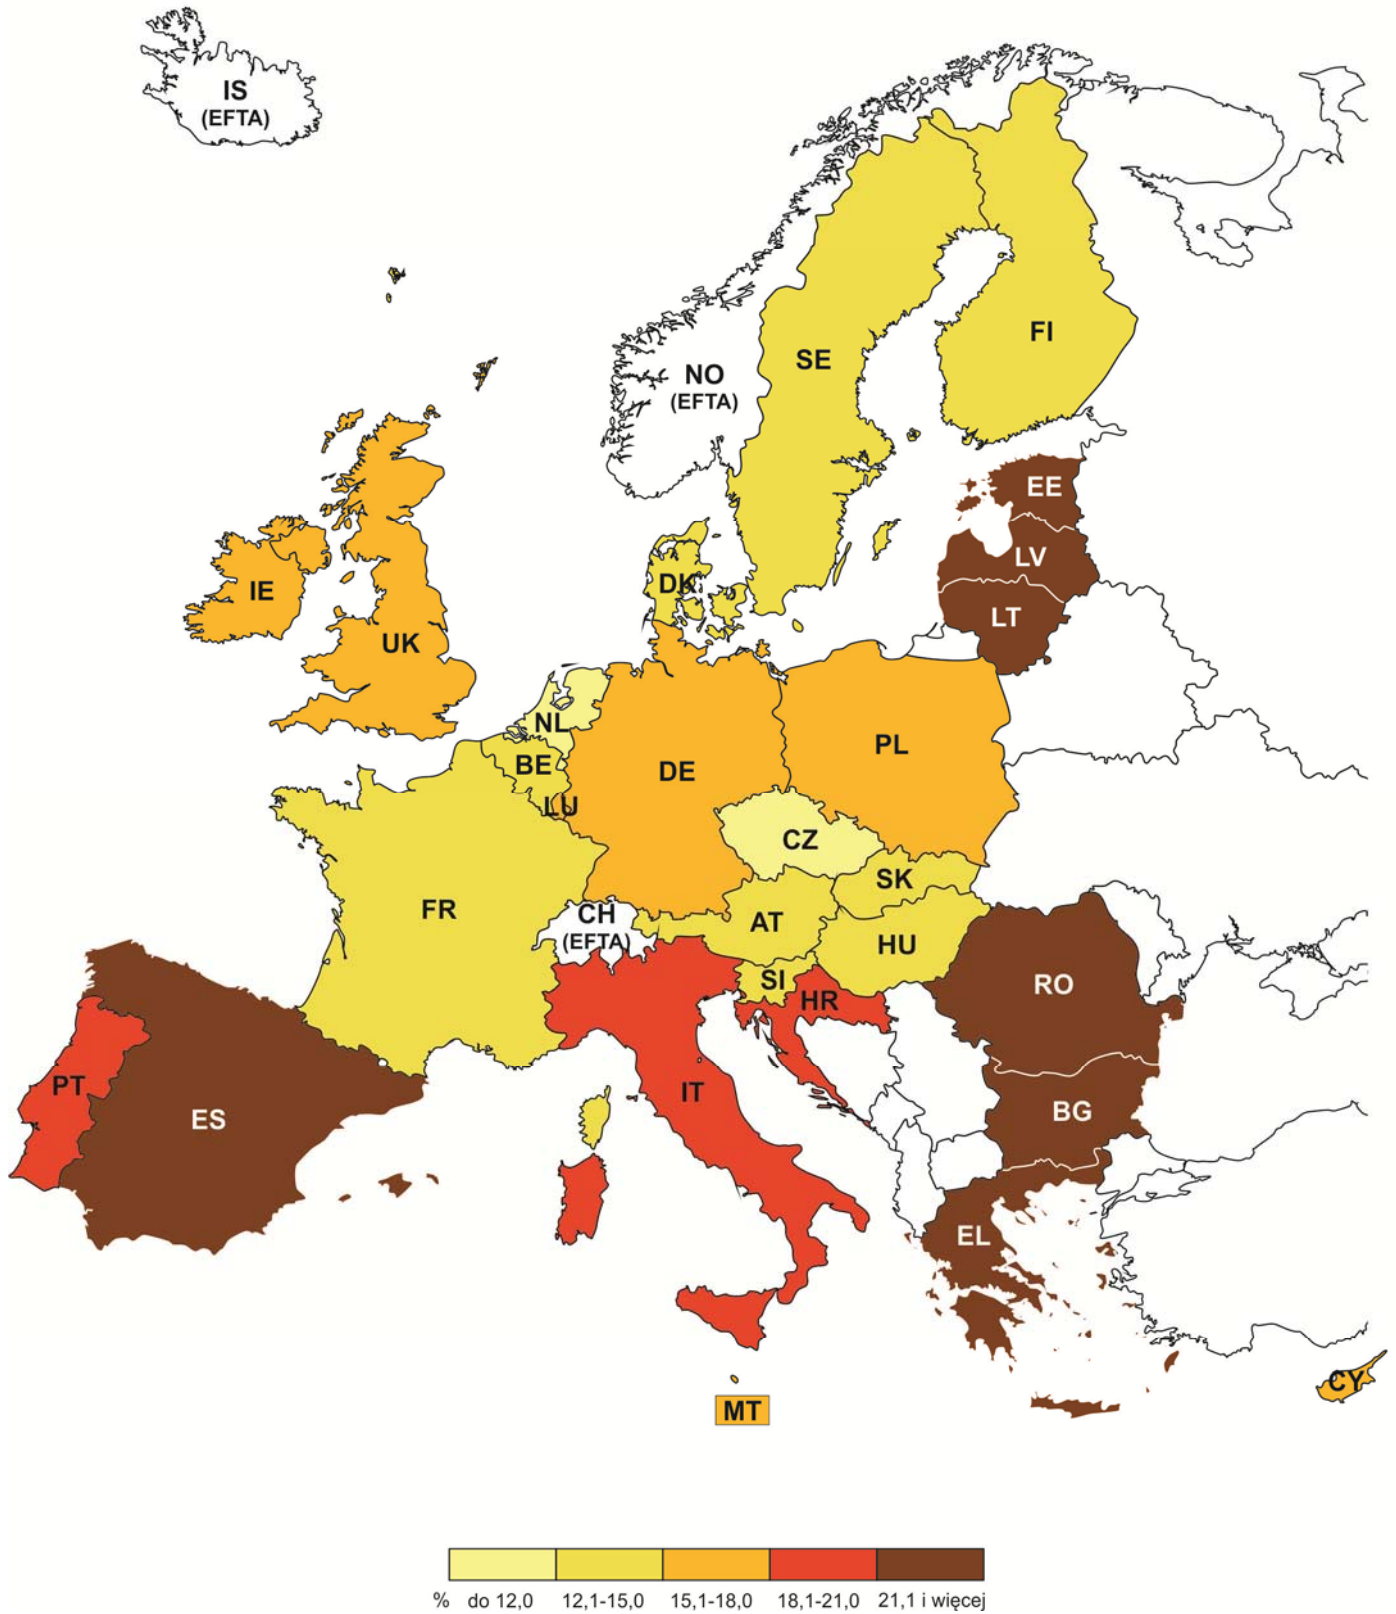 IS
(EFTA)
FI
SE
NO
(EFTA)
EE
LV
DK
IE
LT
UK
NL
PL
BE
DE
LU
CZ
SK
FR
CH
(EFTA)
AT
HU
SI
RO
HR
PT
IT
ES
BG
EL
CY
MT
% do 12,0 12,1-15,0 15,1-18,0 18,1-21,0 21,1 i więcej